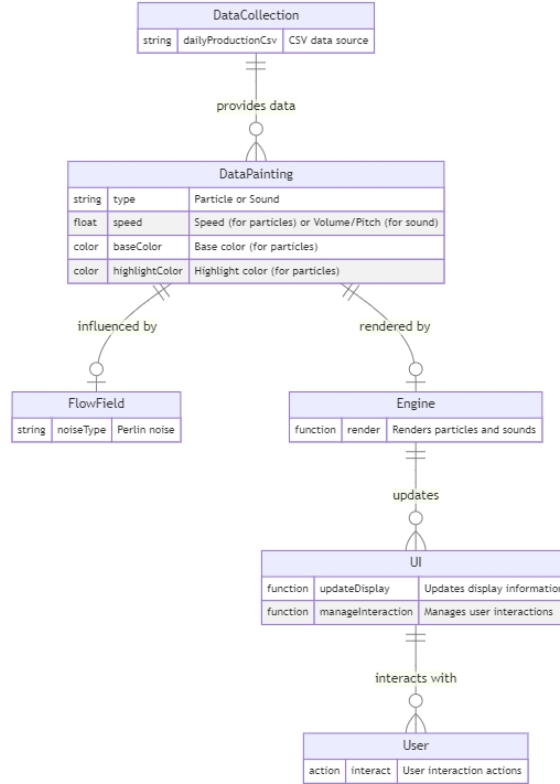 DataCollection
string dailyProductionCsv CSV data source
provides data
DataPainting
string type Particle or Sound
float speed Speed (for particles) or Volume/Pitch (for sound)
color baseColor Base color (for particles)
color highlightColor Highlight color (for particles)
influenced by rendered by
FlowField Engine
string noiseType Perlin noise function render Renders particles and sounds
updates
UI
function updateDisplay Updates display information
function manageInteraction Manages user interactions
interacts with
User
action interact User interaction actions